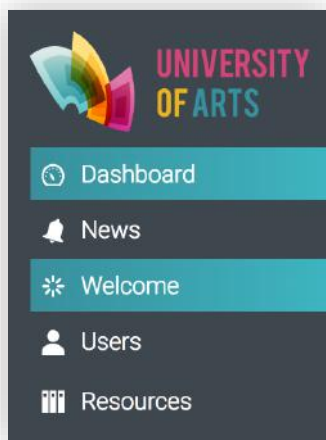 UNIVERSITY
OF ARTS
Dashboard
News
Welcome
Users
Resources